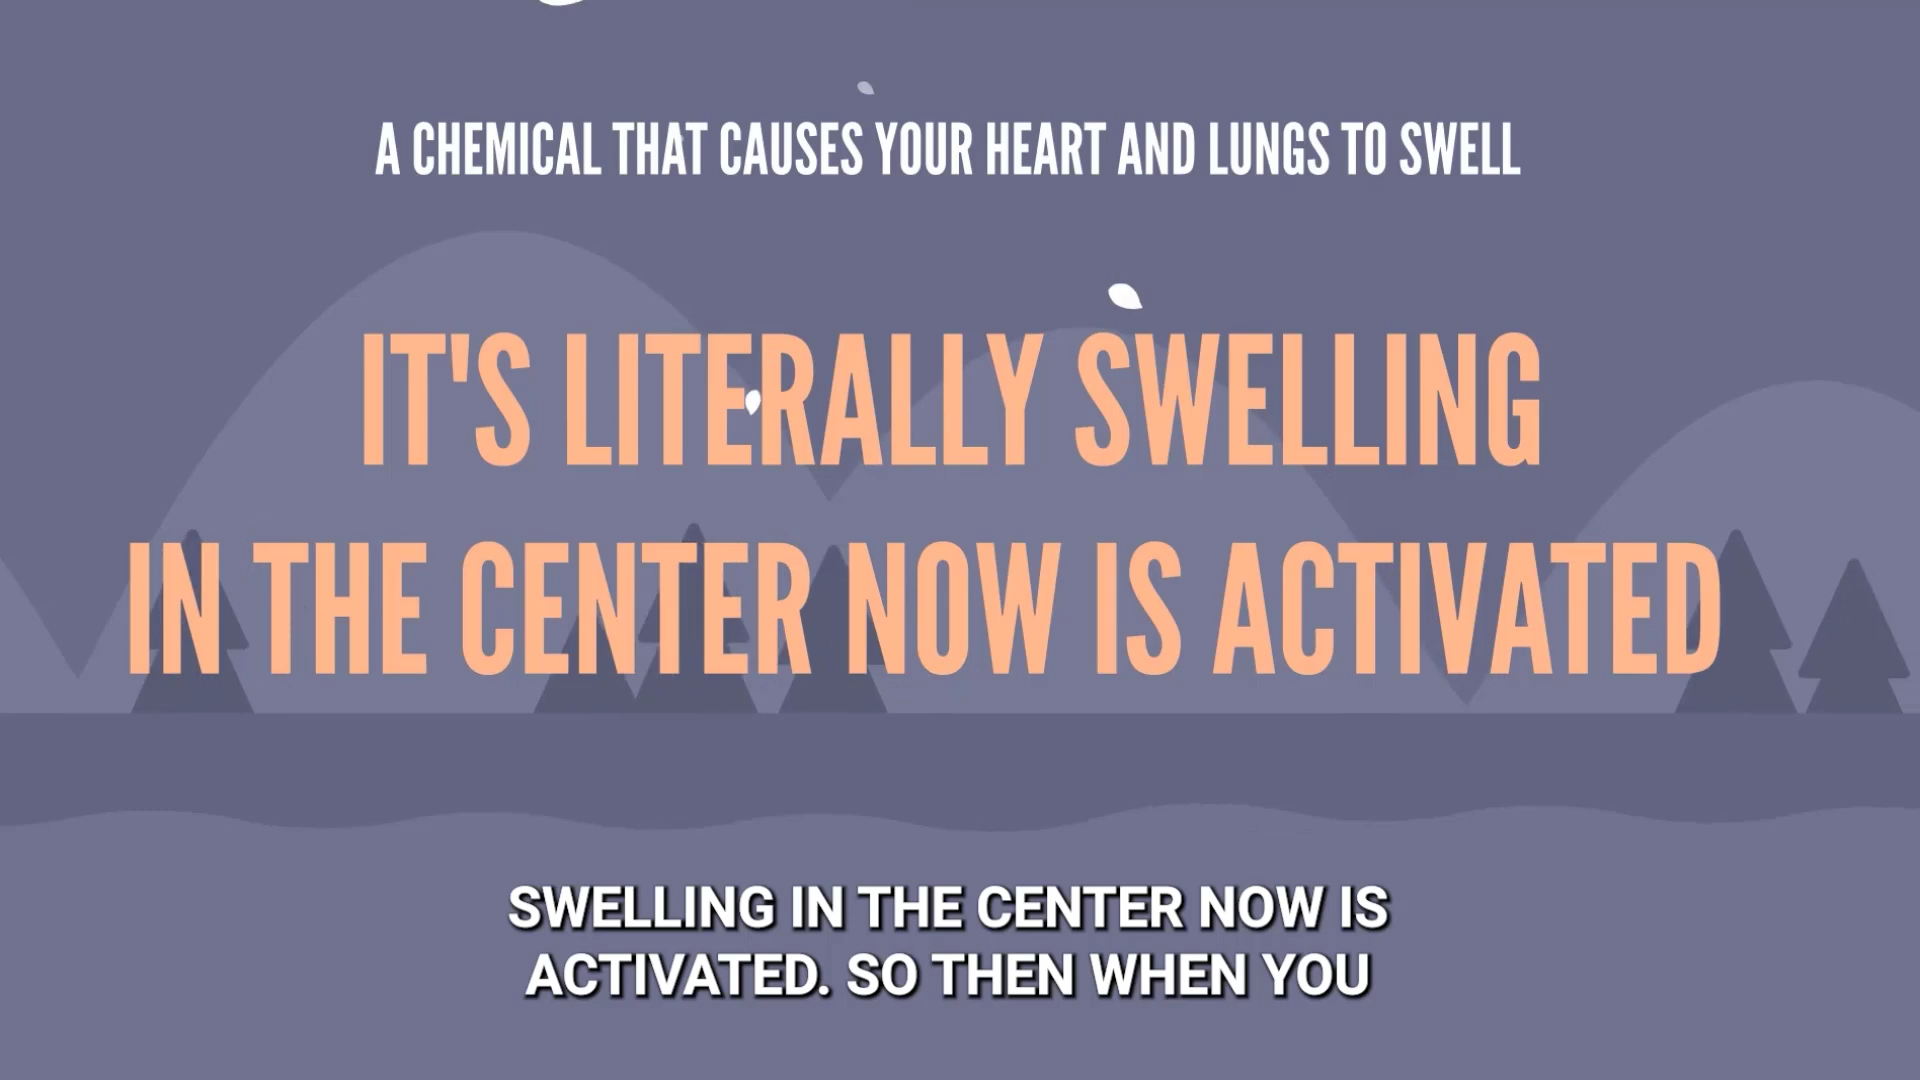 A CHEMICAL THAT CAUSES YOUR HEART AND LUNGS TO SWELL
IT'S LITERALLY SWELLING
IN THE CENTER NOW IS ACTIVATED
SWELLING IN THE CENTER NOW IS
ACTIVATED. SO THEN WHEN YOU